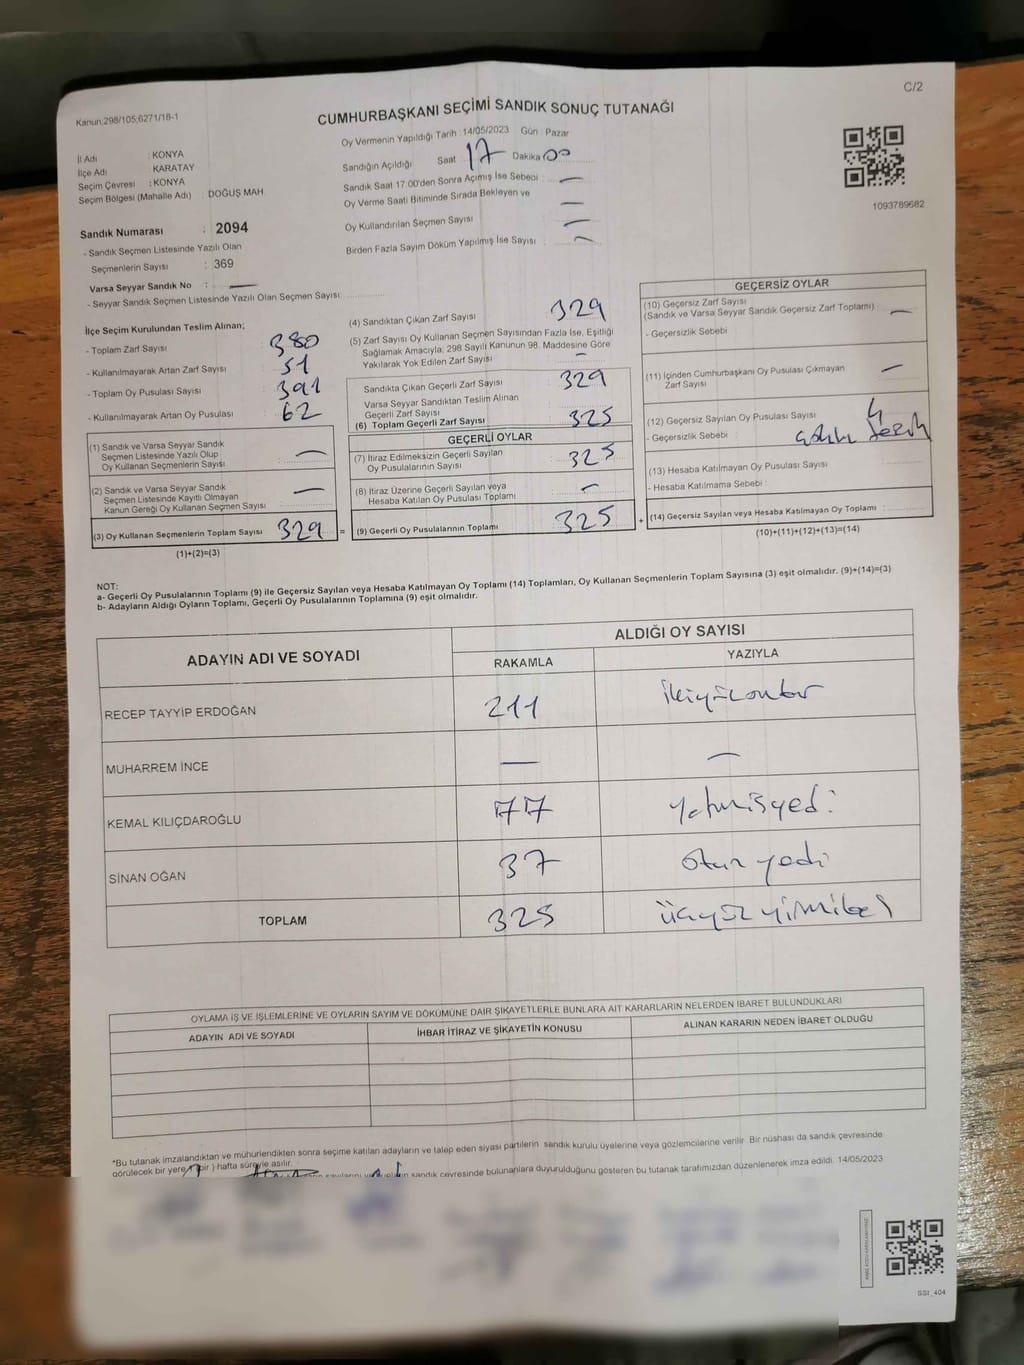 C/2
Kanun;298/105;6271/18-1
CUMHURBAŞKANI SEÇİMİ SANDIK SONUÇ TUTANAĞI
Oy Vermenin Yapıldığı Tarih : 14/05/2023 Gün : Pazar
İl Adı : KONYA
İlçe Adı : KARATAY
Seçim Çevresi : KONYA
Seçim Bölgesi (Mahalle Adı) : DOĞUŞ MAH.
Sandığın Açıldığı Saat 17 Dakika 00
Sandık Saat 17:00'den Sonra Açımış İse Sebebi : —
Oy Verme Saati Bitiminde Sırada Bekleyen ve —
Oy Kullandırılan Seçmen Sayısı : —
Birden Fazla Sayım Döküm Yapılmış İse Sayısı : —
1093789682
Sandık Numarası : 2094
- Sandık Seçmen Listesinde Yazılı Olan
Seçmenlerin Sayısı : 369
Varsa Seyyar Sandık No : —
- Seyyar Sandık Seçmen Listesinde Yazılı Olan Seçmen Sayısı:
İlçe Seçim Kurulundan Teslim Alınan;
- Toplam Zarf Sayısı : 380
- Kullanılmayarak Artan Zarf Sayısı : 51
- Toplam Oy Pusulası Sayısı : 391
- Kullanılmayarak Artan Oy Pusulası : 62
(1) Sandık ve Varsa Seyyar Sandık
Seçmen Listesinde Yazılı Olup
Oy Kullanan Seçmenlerin Sayısı : —
(2) Sandık ve Varsa Seyyar Sandık
Seçmen Listesinde Kayıtlı Olmayan
Kanun Gereği Oy Kullanan Seçmen Sayısı : —
(3) Oy Kullanan Seçmenlerin Toplam Sayısı 329 =
(1)+(2)=(3)
(4) Sandıktan Çıkan Zarf Sayısı : 329
(5) Zarf Sayısı Oy Kullanan Seçmen Sayısından Fazla İse, Eşitliği
Sağlamak Amacıyla; 298 Sayılı Kanunun 98. Maddesine Göre
Yakılarak Yok Edilen Zarf Sayısı : —
Sandıkta Çıkan Geçerli Zarf Sayısı : 329
Varsa Seyyar Sandıktan Teslim Alınan
Geçerli Zarf Sayısı
(6) Toplam Geçerli Zarf Sayısı : 325
GEÇERLİ OYLAR
(7) İtiraz Edilmeksizin Geçerli Sayılan
Oy Pusulalarının Sayısı : 325
(8) İtiraz Üzerine Geçerli Sayılan veya
Hesaba Katılan Oy Pusulası Toplamı : —
(9) Geçerli Oy Pusulalarının Toplamı : 325 +
GEÇERSİZ OYLAR
(10) Geçersiz Zarf Sayısı
(Sandık ve Varsa Seyyar Sandık Geçersiz Zarf Toplamı) : —
- Geçersizlik Sebebi :
(11) İçinden Cumhurbaşkanı Oy Pusulası Çıkmayan —
Zarf Sayısı
(12) Geçersiz Sayılan Oy Pusulası Sayısı : 4
- Geçersizlik Sebebi :
(13) Hesaba Katılmayan Oy Pusulası Sayısı :
- Hesaba Katılmama Sebebi :
(14) Geçersiz Sayılan veya Hesaba Katılmayan Oy Toplamı :
(10)+(11)+(12)+(13)=(14)
NOT:
a- Geçerli Oy Pusulalarının Toplamı (9) ile Geçersiz Sayılan veya Hesaba Katılmayan Oy Toplamı (14) Toplamları, Oy Kullanan Seçmenlerin Toplam Sayısına (3) eşit olmalıdır. (9)+(14)=(3)
b- Adayların Aldığı Oyların Toplamı, Geçerli Oy Pusulalarının Toplamına (9) eşit olmalıdır.
ADAYIN ADI VE SOYADI
ALDIĞI OY SAYISI
RAKAMLA YAZIYLA
RECEP TAYYİP ERDOĞAN 211 ikiyüzonbir
MUHARREM İNCE — —
KEMAL KILIÇDAROĞLU 77 Yetmişyedi
SİNAN OĞAN 37 Otuz yedi
TOPLAM 325 üçyüz yirmibeş
OYLAMA İŞ VE İŞLEMLERİNE VE OYLARIN SAYIM VE DÖKÜMÜNE DAİR ŞİKAYETLERLE BUNLARA AİT KARARLARIN NELERDEN İBARET BULUNDUKLARI
ADAYIN ADI VE SOYADI İHBAR İTİRAZ VE ŞİKAYETİN KONUSU ALINAN KARARIN NEDEN İBARET OLDUĞU
*Bu tutanak imzalandıktan ve mühürlendikten sonra seçime katılan adayların ve talep eden siyasi partilerin sandık kurulu üyelerine veya gözlemcilerine verilir. Bir nüshası da sandık çevresinde
görülecek bir yere (bir) hafta süreyle asılır.
sandık çevresinde bulunanlara duyurulduğunu gösteren bu tutanak tarafımızdan düzenlenerek imza edildi. 14/05/2023
SSI_404